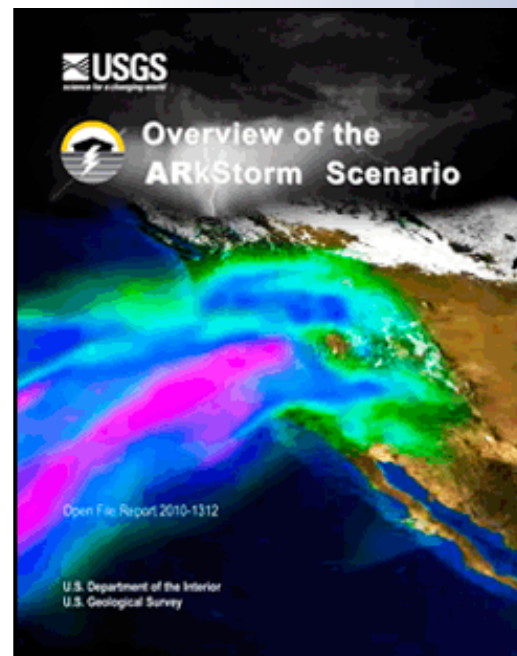 USGS
science for a changing world
Overview of the
ARkStorm Scenario
Open File Report 2010-1312
U.S. Department of the Interior
U.S. Geological Survey